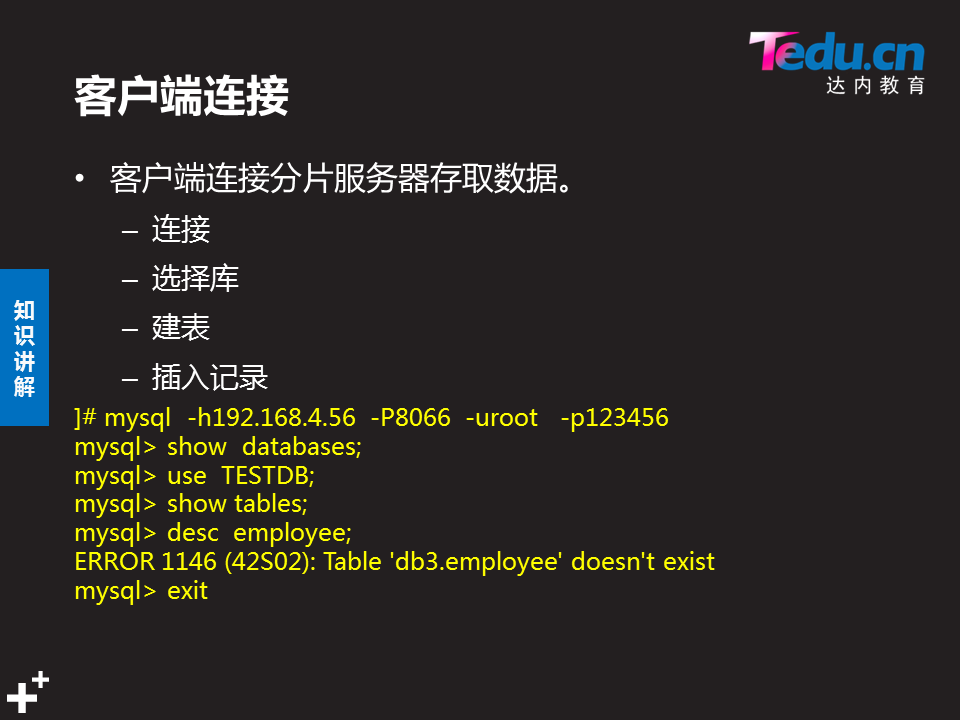 Tedu.cn
达内教育
客户端连接
• 客户端连接分片服务器存取数据。
– 连接
– 选择库
– 建表
– 插入记录
知识讲解
]# mysql  -h192.168.4.56  -P8066  -uroot   -p123456
mysql> show  databases;
mysql> use  TESTDB;
mysql> show tables;
mysql> desc  employee;
ERROR 1146 (42S02): Table 'db3.employee' doesn't exist
mysql> exit